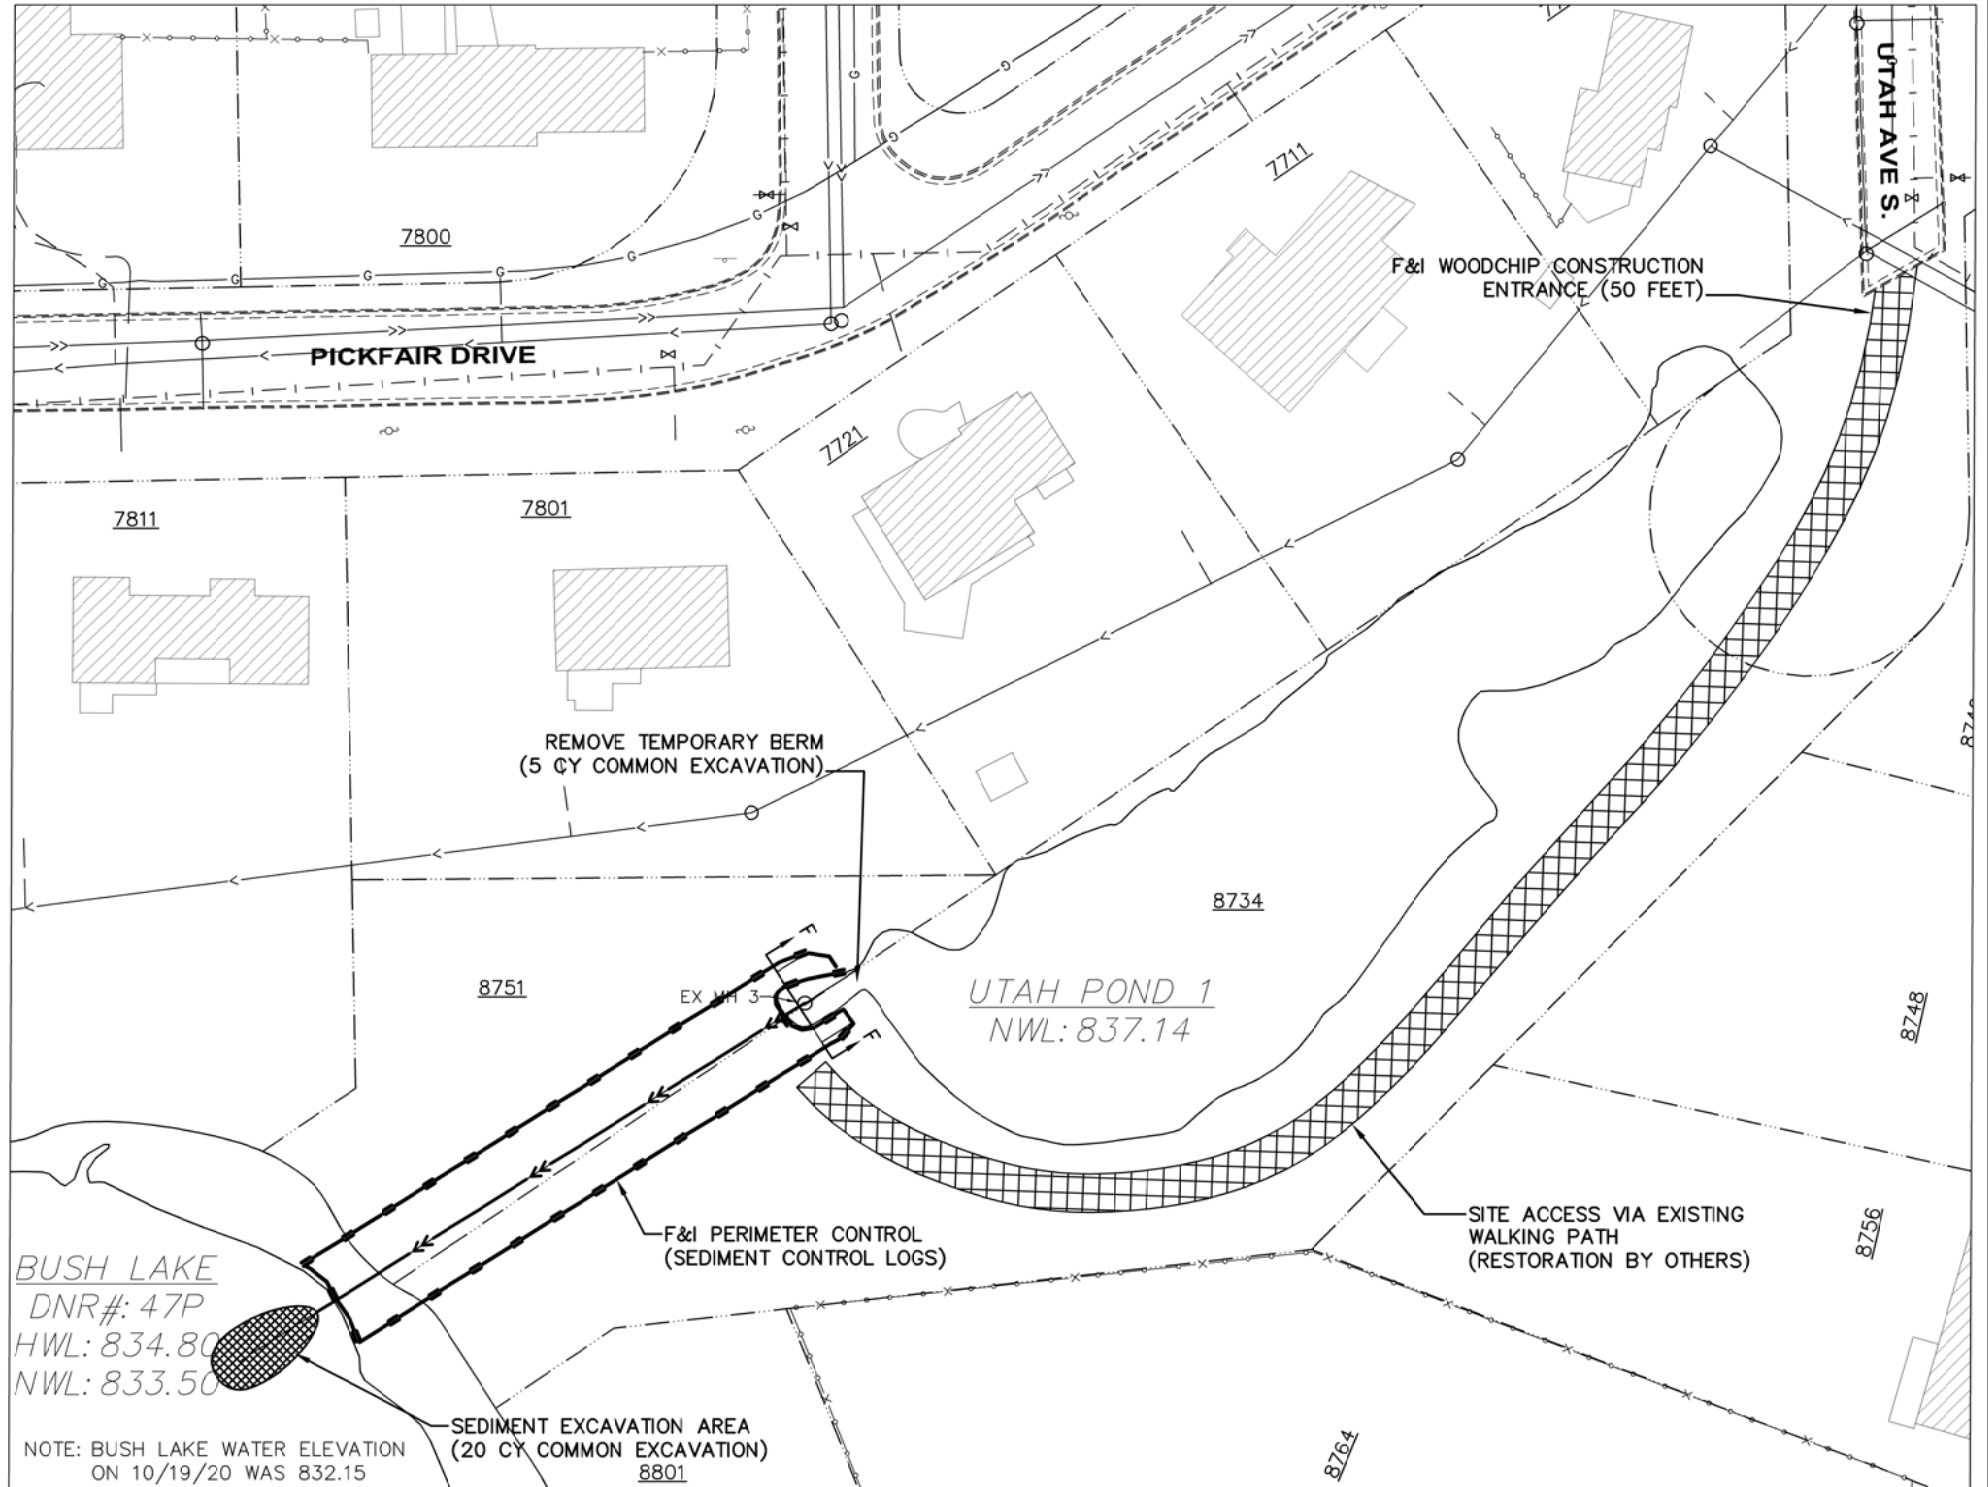 UTAH AVE S.
7711
7800
F&I WOODCHIP CONSTRUCTION
ENTRANCE (50 FEET)
PICKFAIR DRIVE
7721
7811
7801
REMOVE TEMPORARY BERM
(5 CY COMMON EXCAVATION)
8734
8751
EX MH 3
F
F
UTAH POND 1
NWL: 837.14
8748
F&I PERIMETER CONTROL
(SEDIMENT CONTROL LOGS)
SITE ACCESS VIA EXISTING
WALKING PATH
(RESTORATION BY OTHERS)
8756
BUSH LAKE
DNR#: 47P
HWL: 834.80
NWL: 833.50
SEDIMENT EXCAVATION AREA
(20 CY COMMON EXCAVATION)
8801
8764
NOTE: BUSH LAKE WATER ELEVATION
ON 10/19/20 WAS 832.15
G
G
G
G
G
G
G
G
G